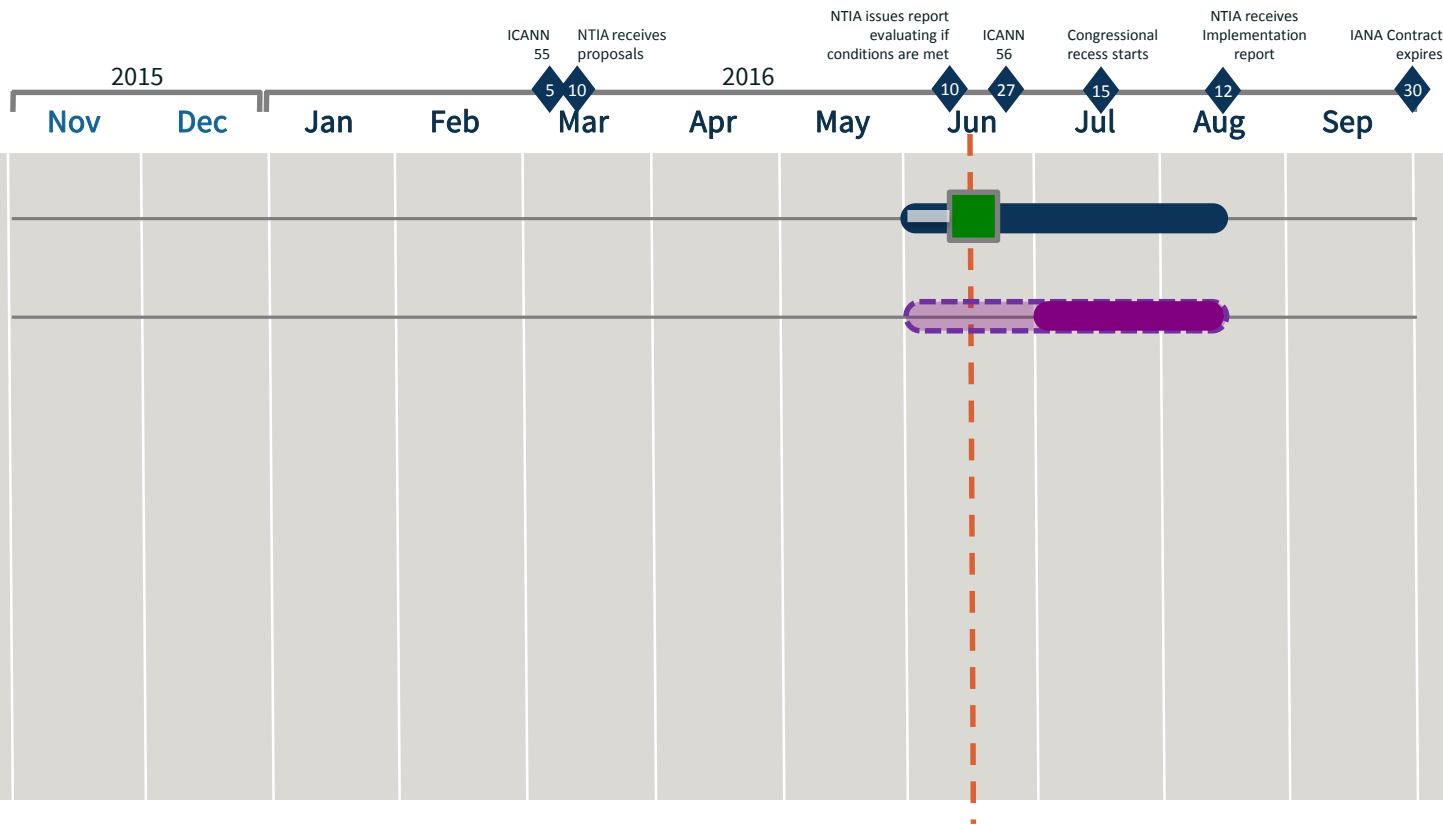 NTIA issues report
evaluating if
conditions are met
ICANN
55
NTIA receives
proposals
ICANN
56
Congressional
recess starts
NTIA receives
Implementation
report
IANA Contract
expires
2015
2016
5
10
10
27
15
12
30
Nov
Dec
Jan
Feb
Mar
Apr
May
Jun
Jul
Aug
Sep